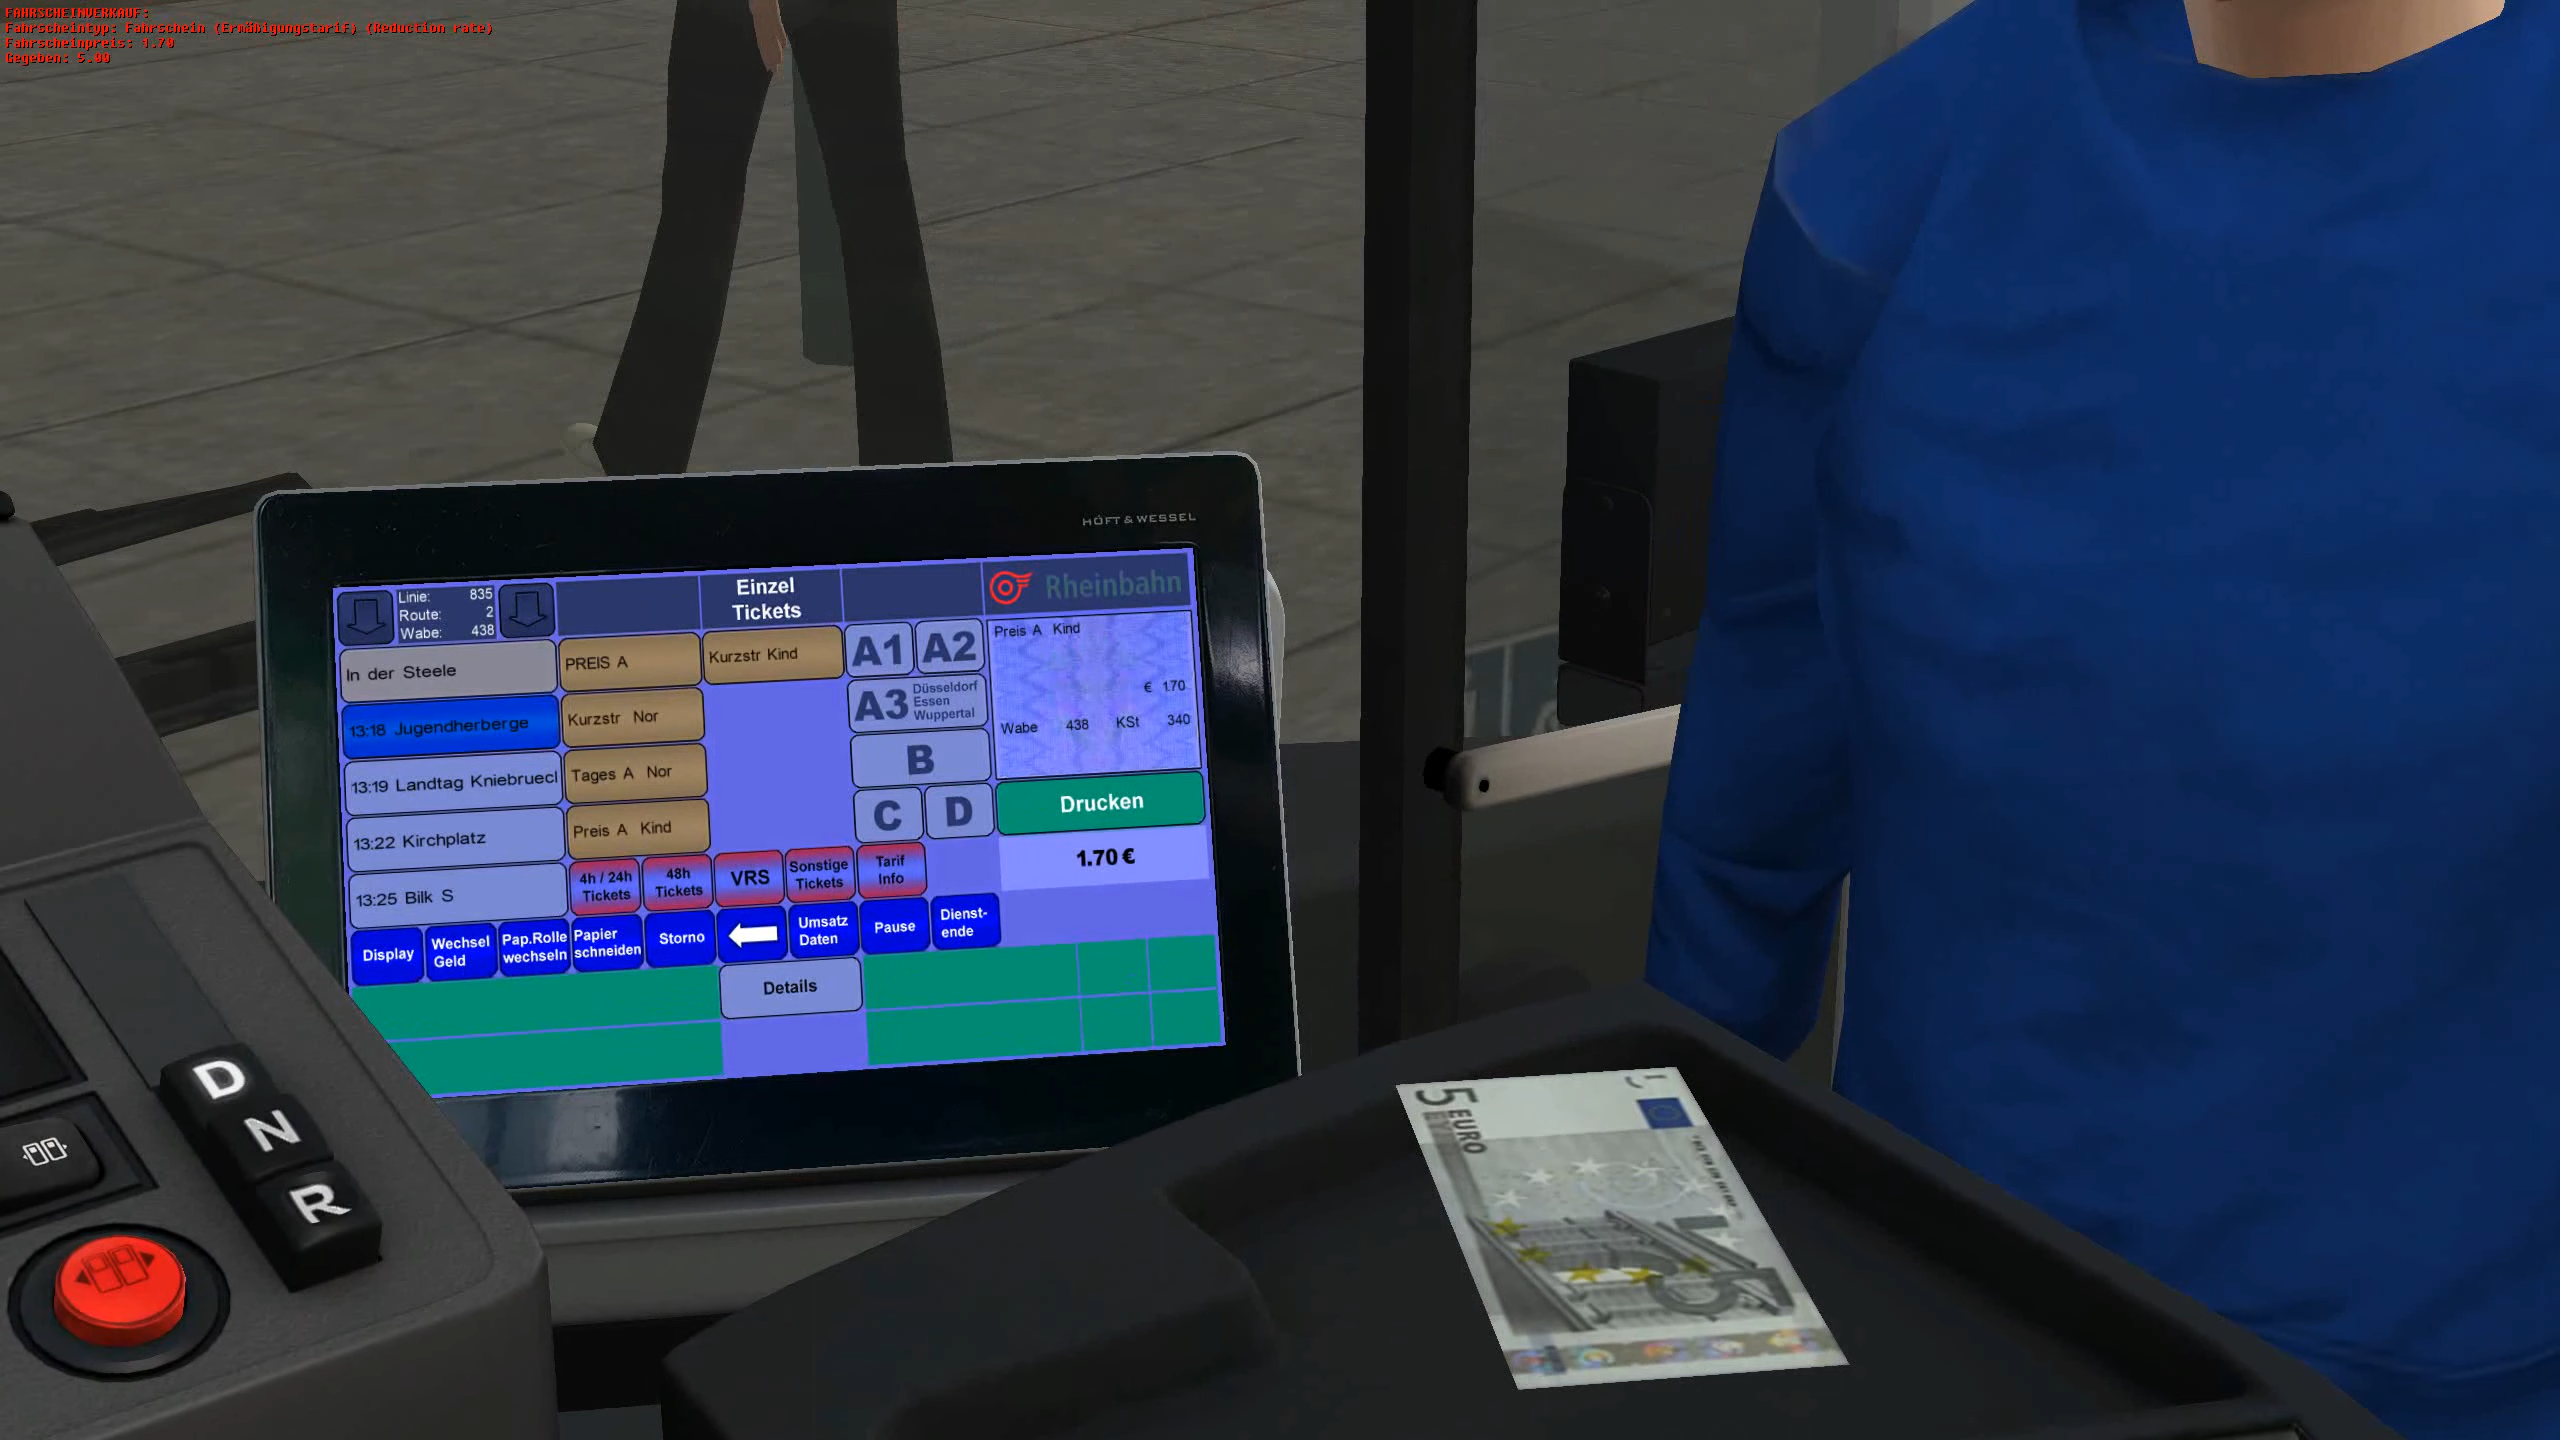 FAHRSCHEINVERKAUF:
Fahrscheintyp: Fahrschein (Ermäßigungstarif) (Reduction rate)
Fahrscheinpreis: 1.70
Gegeben: 5.00
HÖFT & WESSEL
Linie: 835
Route: 2
Wabe: 438
Einzel
Tickets
Rheinbahn
In der Steele
PREIS A
Kurzstr Kind
A1
A2
Preis A Kind
€ 1.70
Wabe 438 KSt 340
13:18 Jugendherberge
Kurzstr Nor
A3
Düsseldorf
Essen
Wuppertal
13:19 Landtag Kniebruecl
Tages A Nor
B
13:22 Kirchplatz
Preis A Kind
C
D
Drucken
1.70 €
13:25 Bilk S
4h / 24h
Tickets
48h
Tickets
VRS
Sonstige
Tickets
Tarif
Info
Display
Wechsel
Geld
Pap.Rolle
wechseln
Papier
schneiden
Storno
Umsatz
Daten
Pause
Dienst-
ende
Details
D
N
R
5
EURO
5